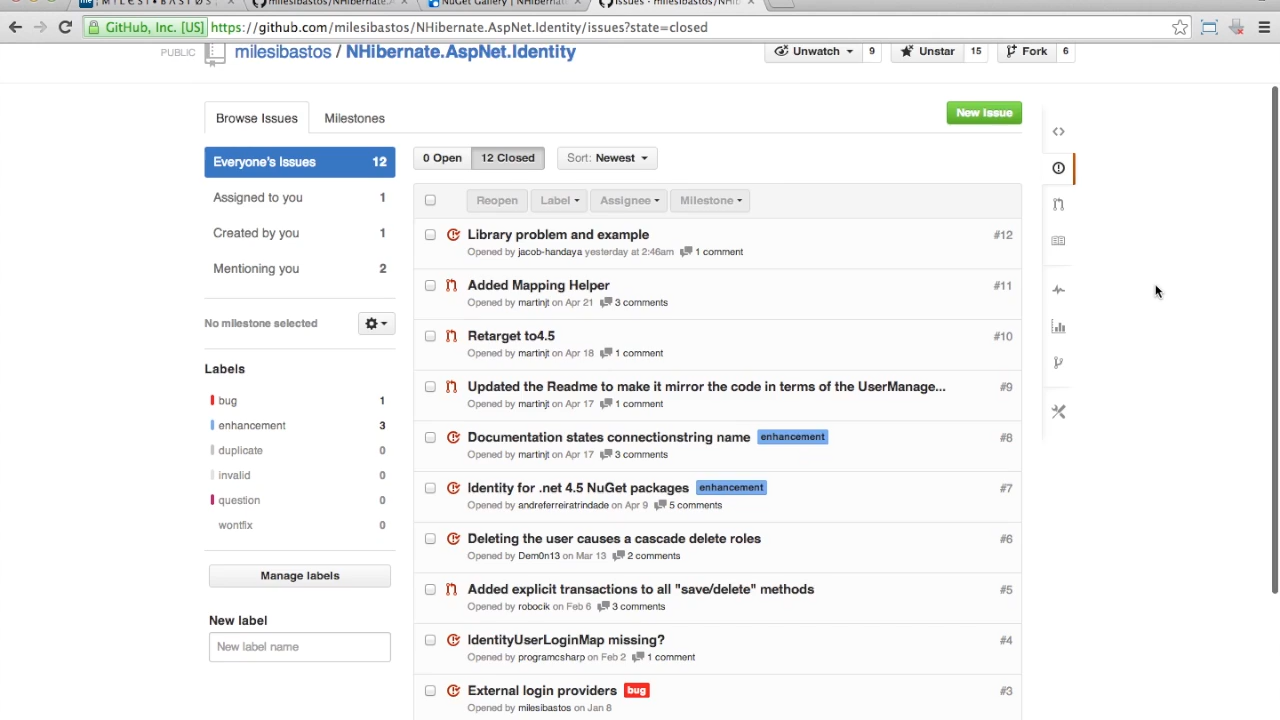 GitHub, Inc. [US] https://github.com/milesibastos/NHibernate.AspNet.Identity/issues?state=closed
PUBLIC milesibastos / NHibernate.AspNet.Identity Unwatch 9 Unstar 15 Fork 6
Browse Issues Milestones New Issue
Everyone's Issues 12
0 Open 12 Closed Sort: Newest
Assigned to you 1
Reopen Label Assignee Milestone
Created by you 1
Library problem and example #12
Opened by jacob-handaya yesterday at 2:46am 1 comment
Mentioning you 2
Added Mapping Helper #11
Opened by martinjt on Apr 21 3 comments
No milestone selected
Retarget to4.5 #10
Opened by martinjt on Apr 18 1 comment
Labels
Updated the Readme to make it mirror the code in terms of the UserManage... #9
Opened by martinjt on Apr 17 1 comment
bug 1
enhancement 3
Documentation states connectionstring name enhancement #8
Opened by martinjt on Apr 17 3 comments
duplicate 0
invalid 0
Identity for .net 4.5 NuGet packages enhancement #7
Opened by andreferreiratrindade on Apr 9 5 comments
question 0
wontfix 0
Deleting the user causes a cascade delete roles #6
Opened by Dem0n13 on Mar 13 2 comments
Manage labels
Added explicit transactions to all "save/delete" methods #5
Opened by robocik on Feb 6 3 comments
New label
New label name
IdentityUserLoginMap missing? #4
Opened by programcsharp on Feb 2 1 comment
External login providers bug #3
Opened by milesibastos on Jan 8